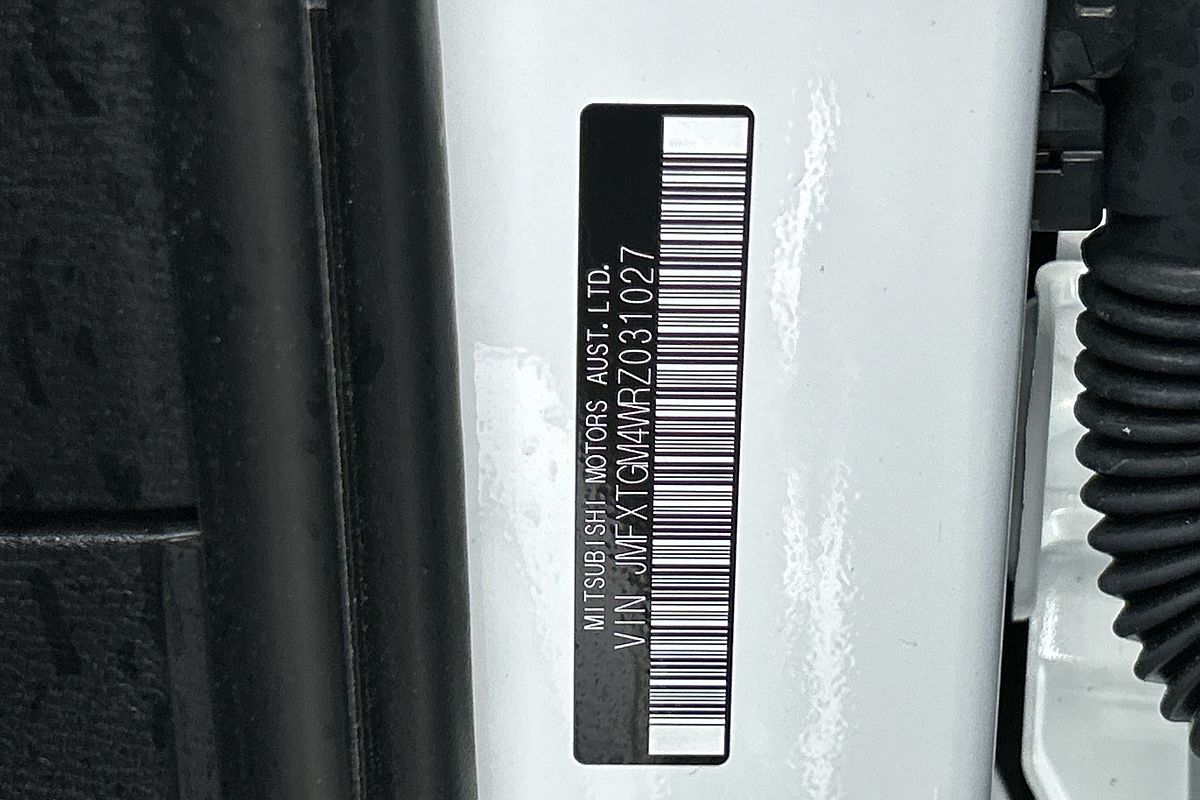 MITSUBISHI MOTORS AUST. LTD.
VIN JMFXTGM4WRZ031027